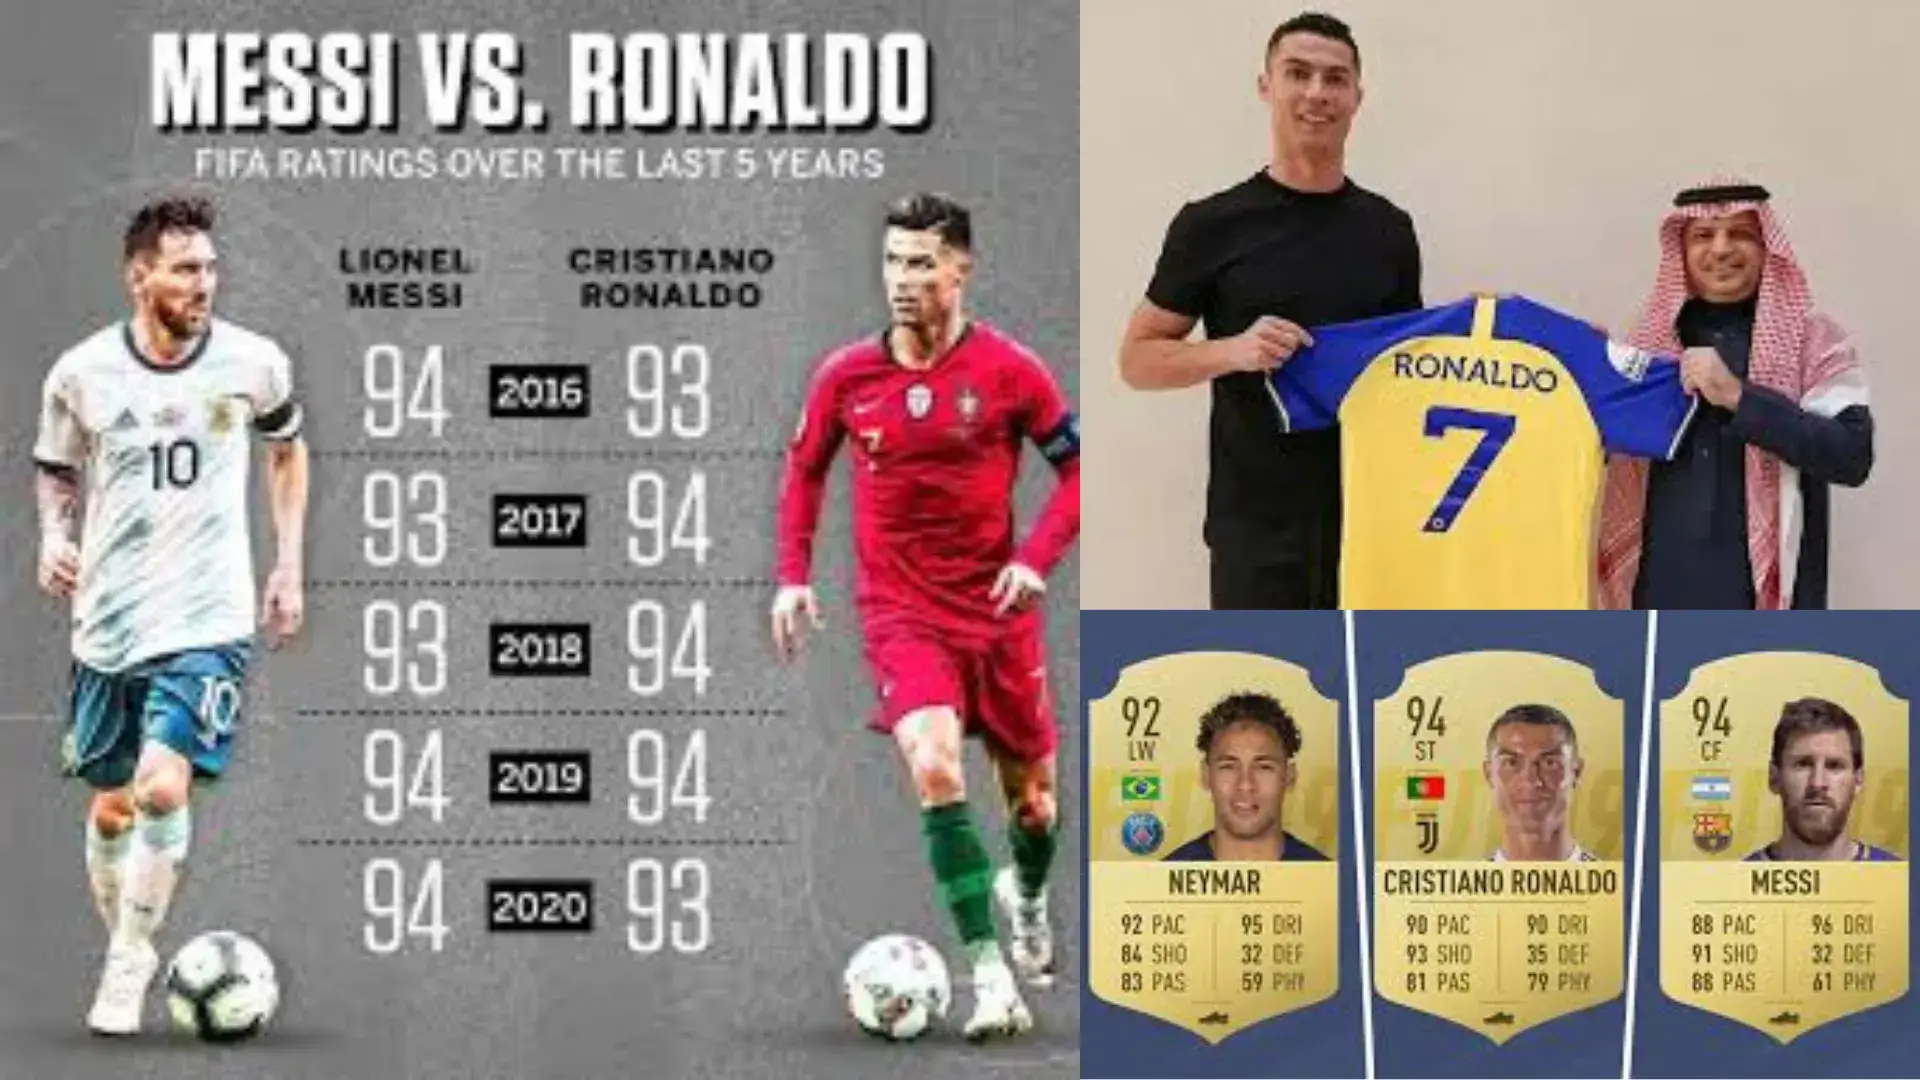 MESSI VS. RONALDO
FIFA RATINGS OVER THE LAST 5 YEARS
LIONEL MESSI
CRISTIANO RONALDO
94 2016 93
93 2017 94
93 2018 94
94 2019 94
94 2020 93
10
10
7
RONALDO
7
92
LW
NEYMAR
92 PAC 95 DRI
84 SHO 32 DEF
83 PAS 59 PHY
94
ST
CRISTIANO RONALDO
90 PAC 90 DRI
93 SHO 35 DEF
81 PAS 79 PHY
94
CF
MESSI
88 PAC 96 DRI
91 SHO 32 DEF
88 PAS 61 PHY